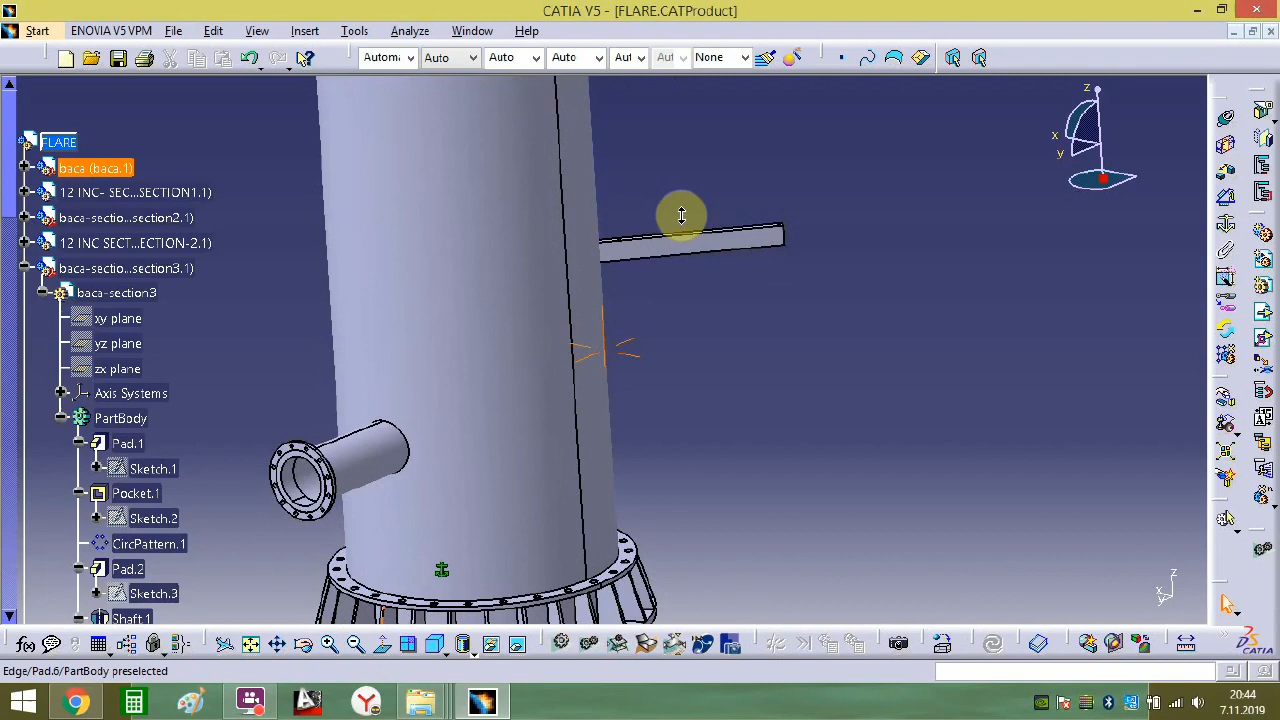 CATIA V5 - [FLARE.CATProduct]
Start ENOVIA V5 VPM File Edit View Insert Tools Analyze Window Help
Automa Auto Auto Auto Aut Aut None
FLARE
baca (baca.1)
12 INC- SEC...SECTION1.1)
baca-sectio...section2.1)
12 INC SECT...ECTION-2.1)
baca-sectio...section3.1)
baca-section3
xy plane
yz plane
zx plane
Axis Systems
PartBody
Pad.1
Sketch.1
Pocket.1
Sketch.2
CircPattern.1
Pad.2
Sketch.3
Shaft.1
z
x
y
z
x
y
f(x)
CATIA
Edge/Pad.6/PartBody preselected
20:44
7.11.2019